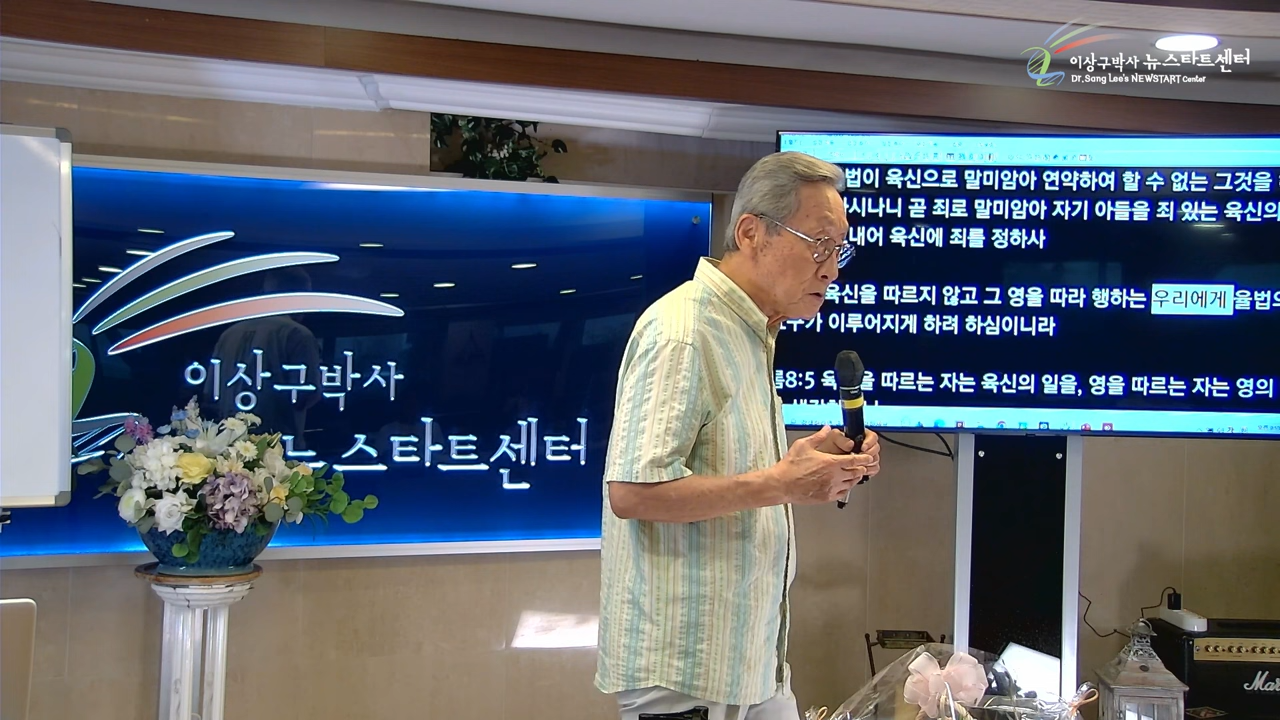 이상구박사 뉴스타트센터
Dr. Sang Lee's NEWSTART Center
법이 육신으로 말미암아 연약하여 할 수 없는 그것을
하시나니 곧 죄로 말미암아 자기 아들을 죄 있는 육신의
내어 육신에 죄를 정하사
육신을 따르지 않고 그 영을 따라 행하는 우리에게 율법의
이루어지게 하려 하심이니라
롬8:5 육신을 따르는 자는 육신의 일을, 영을 따르는 자는 영의
이상구박사
뉴스타트센터